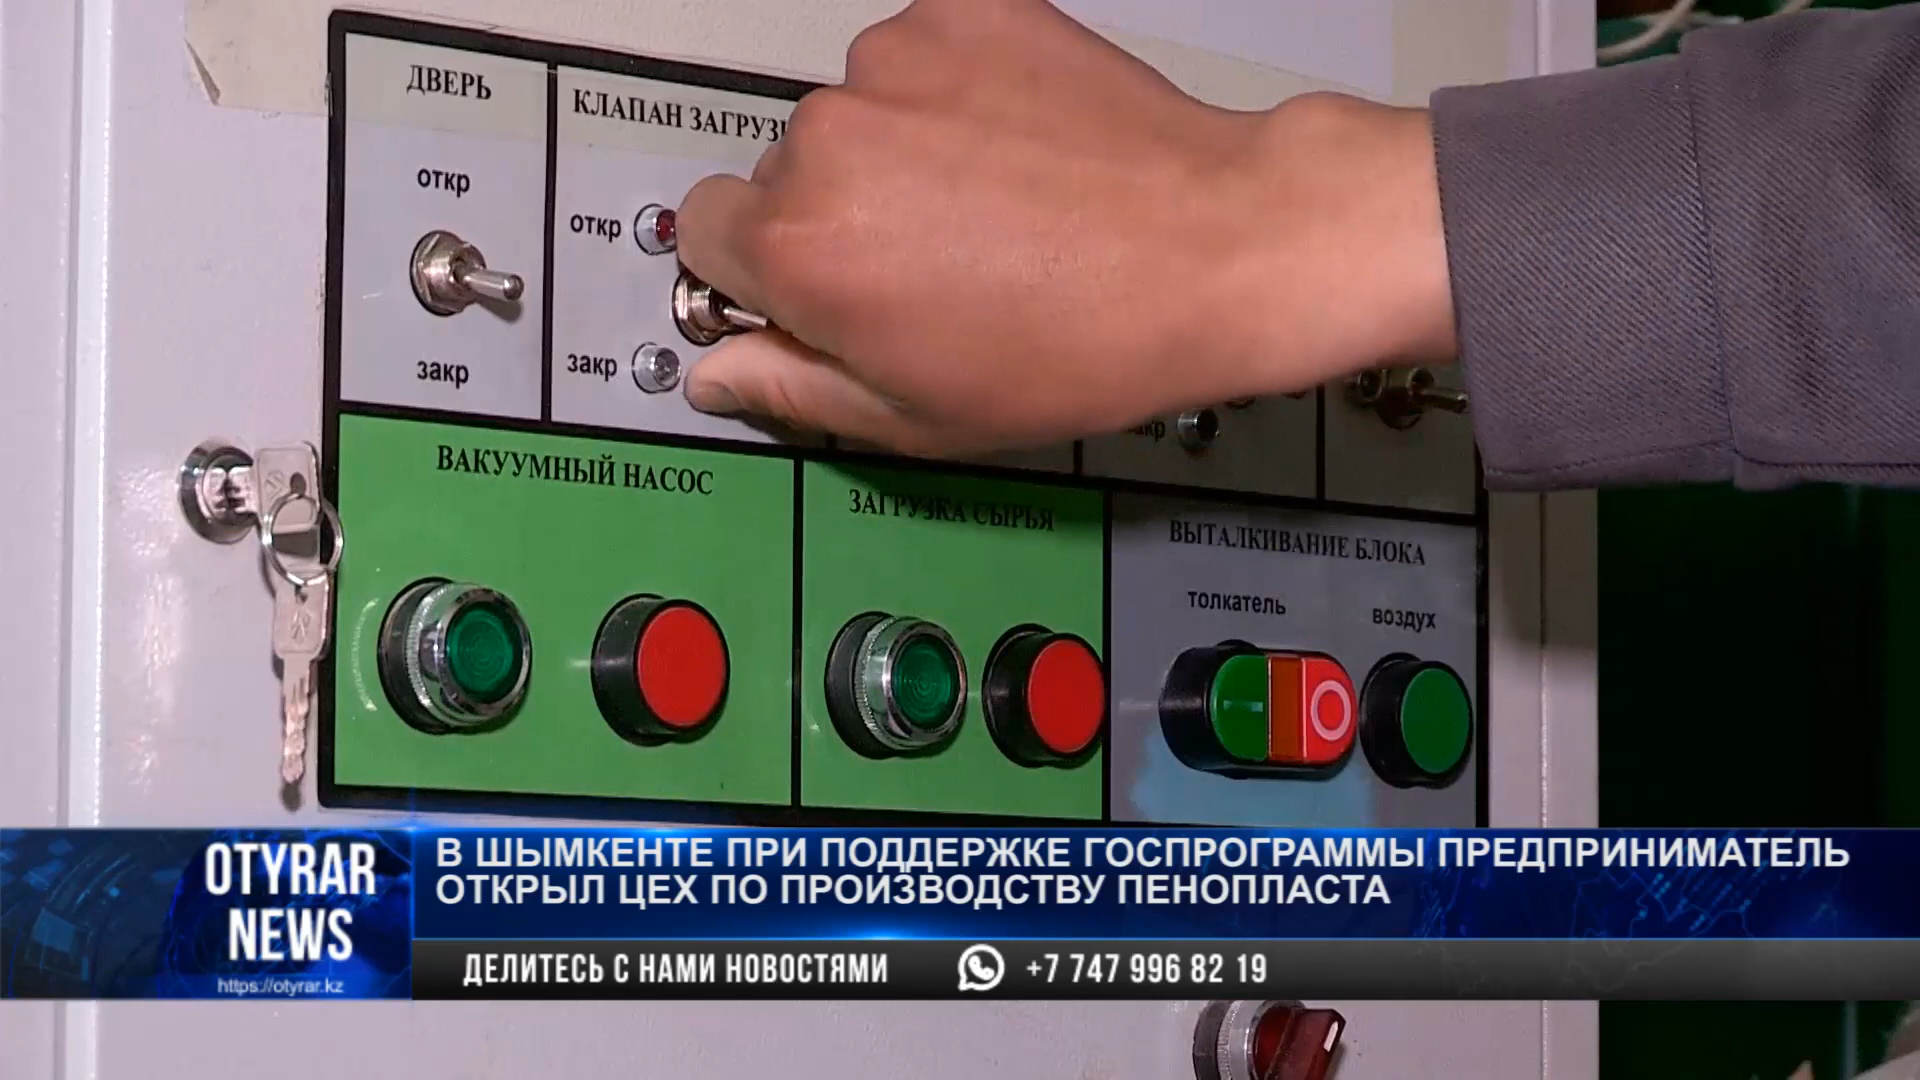 ДВЕРЬ
откр
закр
КЛАПАН
откр
закр
ВАКУУМНЫЙ НАСОС
ЗАГРУЗКА СЫРЬЯ
ВЫТАЛКИВАНИЕ БЛОКА
толкатель
воздух
OTYRAR
NEWS
https://otyrar.kz
В ШЫМКЕНТЕ ПРИ ПОДДЕРЖКЕ ГОСПРОГРАММЫ ПРЕДПРИНИМАТЕЛЬ
ОТКРЫЛ ЦЕХ ПО ПРОИЗВОДСТВУ ПЕНОПЛАСТА
ДЕЛИТЕСЬ С НАМИ НОВОСТЯМИ
+7 747 996 82 19